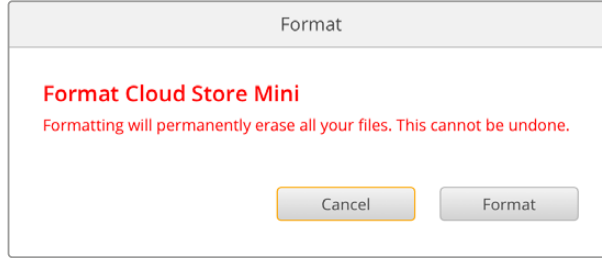 Format
Format Cloud Store Mini
Formatting will permanently erase all your files. This cannot be undone.
Cancel Format